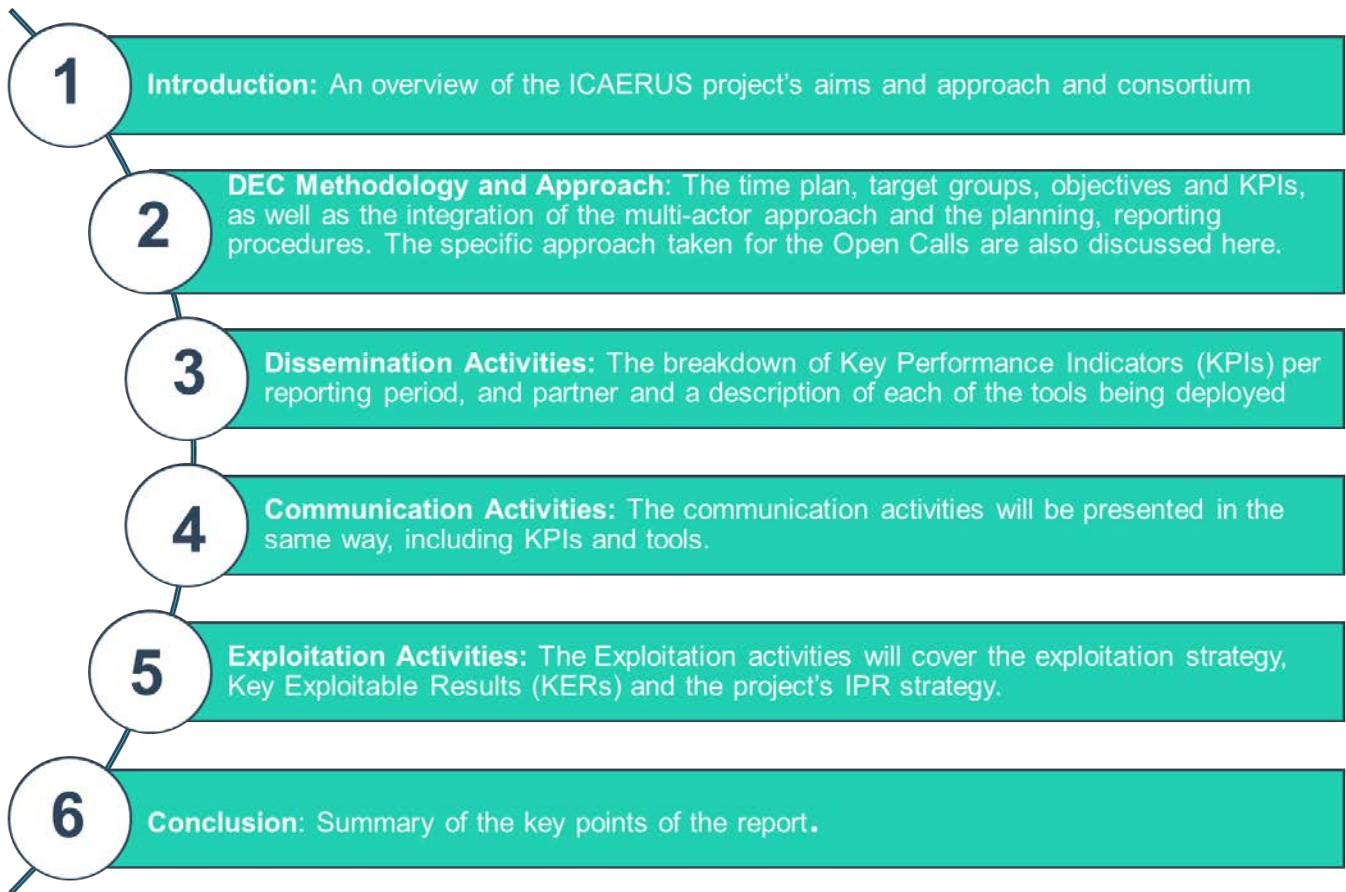 1
Introduction: An overview of the ICAERUS project's aims and approach and consortium
2
DEC Methodology and Approach: The time plan, target groups, objectives and KPIs,
as well as the integration of the multi-actor approach and the planning, reporting
procedures. The specific approach taken for the Open Calls are also discussed here.
3
Dissemination Activities: The breakdown of Key Performance Indicators (KPIs) per
reporting period, and partner and a description of each of the tools being deployed
4
Communication Activities: The communication activities will be presented in the
same way, including KPIs and tools.
5
Exploitation Activities: The Exploitation activities will cover the exploitation strategy,
Key Exploitable Results (KERs) and the project's IPR strategy.
6
Conclusion: Summary of the key points of the report.